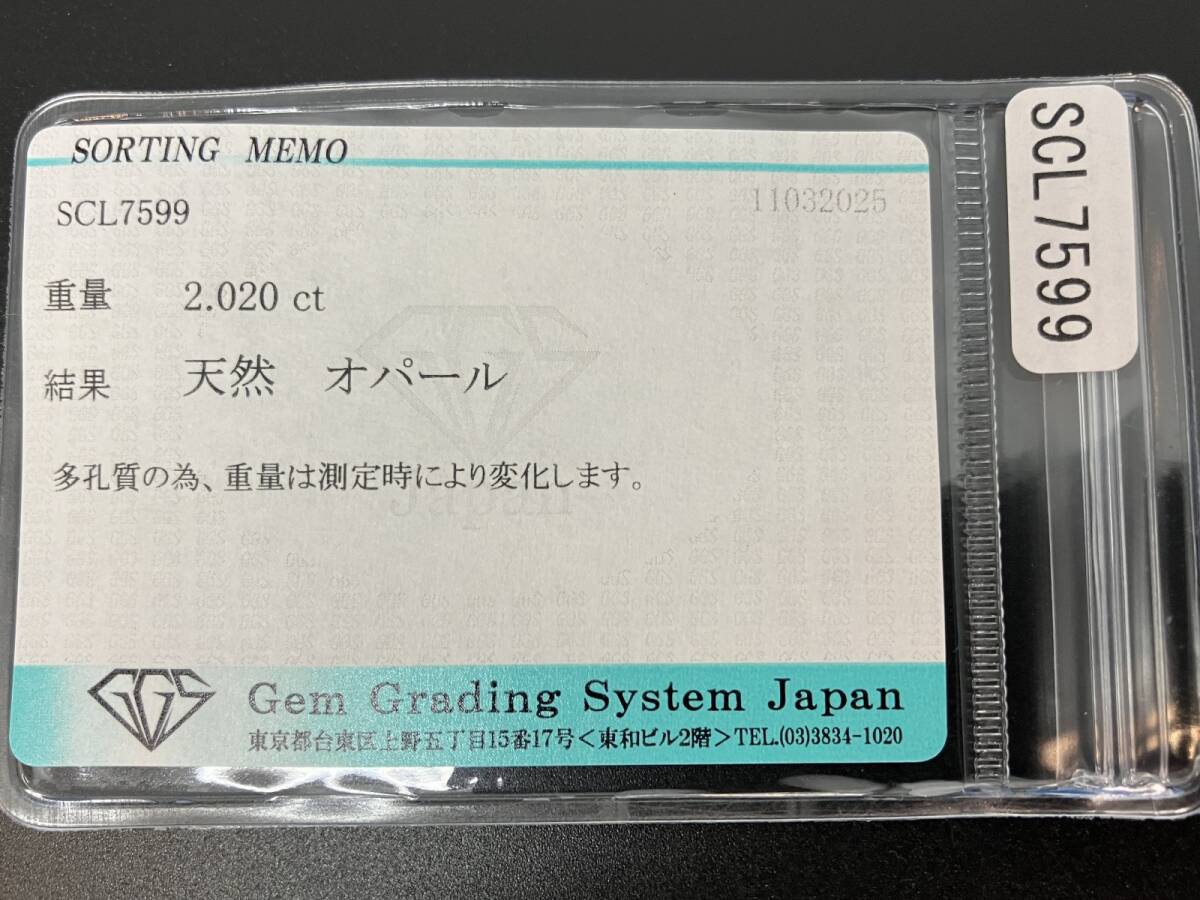 SORTING MEMO
SCL7599 11032025
重量 2.020 ct
結果 天然 オパール
多孔質の為、重量は測定時により変化します。
Japan
GGS
Gem Grading System Japan
東京都台東区上野五丁目15番17号＜東和ビル2階＞TEL.(03)3834-1020
SCL7599